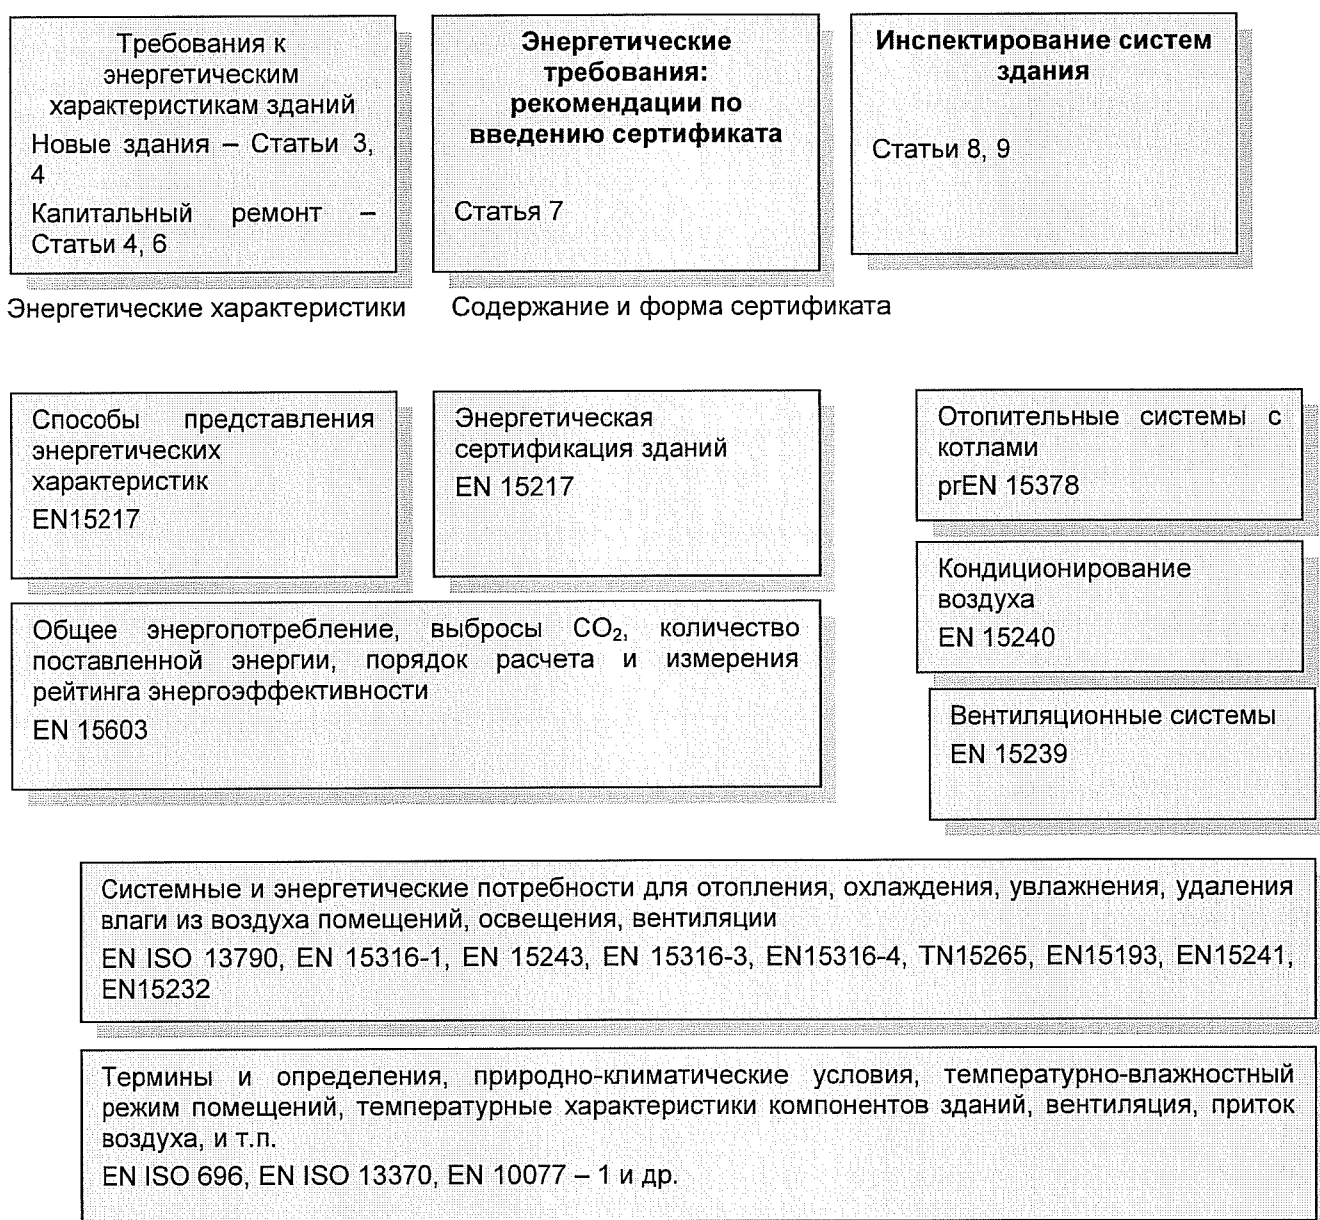 Требования к
энергетическим
характеристикам зданий
Новые здания – Статьи 3,
4
Капитальный ремонт –
Статьи 4, 6
Энергетические
требования:
рекомендации по
введению сертификата
Статья 7
Инспектирование систем
здания
Статьи 8, 9
Энергетические характеристики
Содержание и форма сертификата
Способы представления
энергетических
характеристик
EN15217
Энергетическая
сертификация зданий
EN 15217
Отопительные системы с
котлами
prEN 15378
Кондиционирование
воздуха
EN 15240
Вентиляционные системы
EN 15239
Общее энергопотребление, выбросы CO₂, количество
поставленной энергии, порядок расчета и измерения
рейтинга энергоэффективности
EN 15603
Системные и энергетические потребности для отопления, охлаждения, увлажнения, удаления
влаги из воздуха помещений, освещения, вентиляции
EN ISO 13790, EN 15316-1, EN 15243, EN 15316-3, EN15316-4, TN15265, EN15193, EN15241,
EN15232
Термины и определения, природно-климатические условия, температурно-влажностный
режим помещений, температурные характеристики компонентов зданий, вентиляция, приток
воздуха, и т.п.
EN ISO 696, EN ISO 13370, EN 10077 – 1 и др.